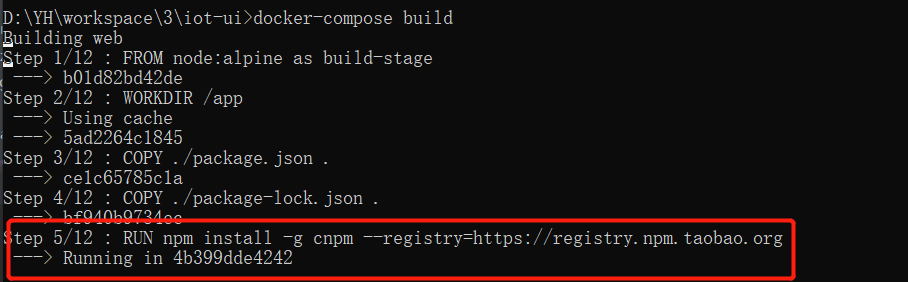 D:\YH\workspace\3\iot-ui>docker-compose build
Building web
Step 1/12 : FROM node:alpine as build-stage
---> b01d82bd42de
Step 2/12 : WORKDIR /app
---> Using cache
---> 5ad2264c1845
Step 3/12 : COPY ./package.json .
---> ce1c65785c1a
Step 4/12 : COPY ./package-lock.json .
---> bf940b9734ec
Step 5/12 : RUN npm install -g cnpm --registry=https://registry.npm.taobao.org
---> Running in 4b399dde4242